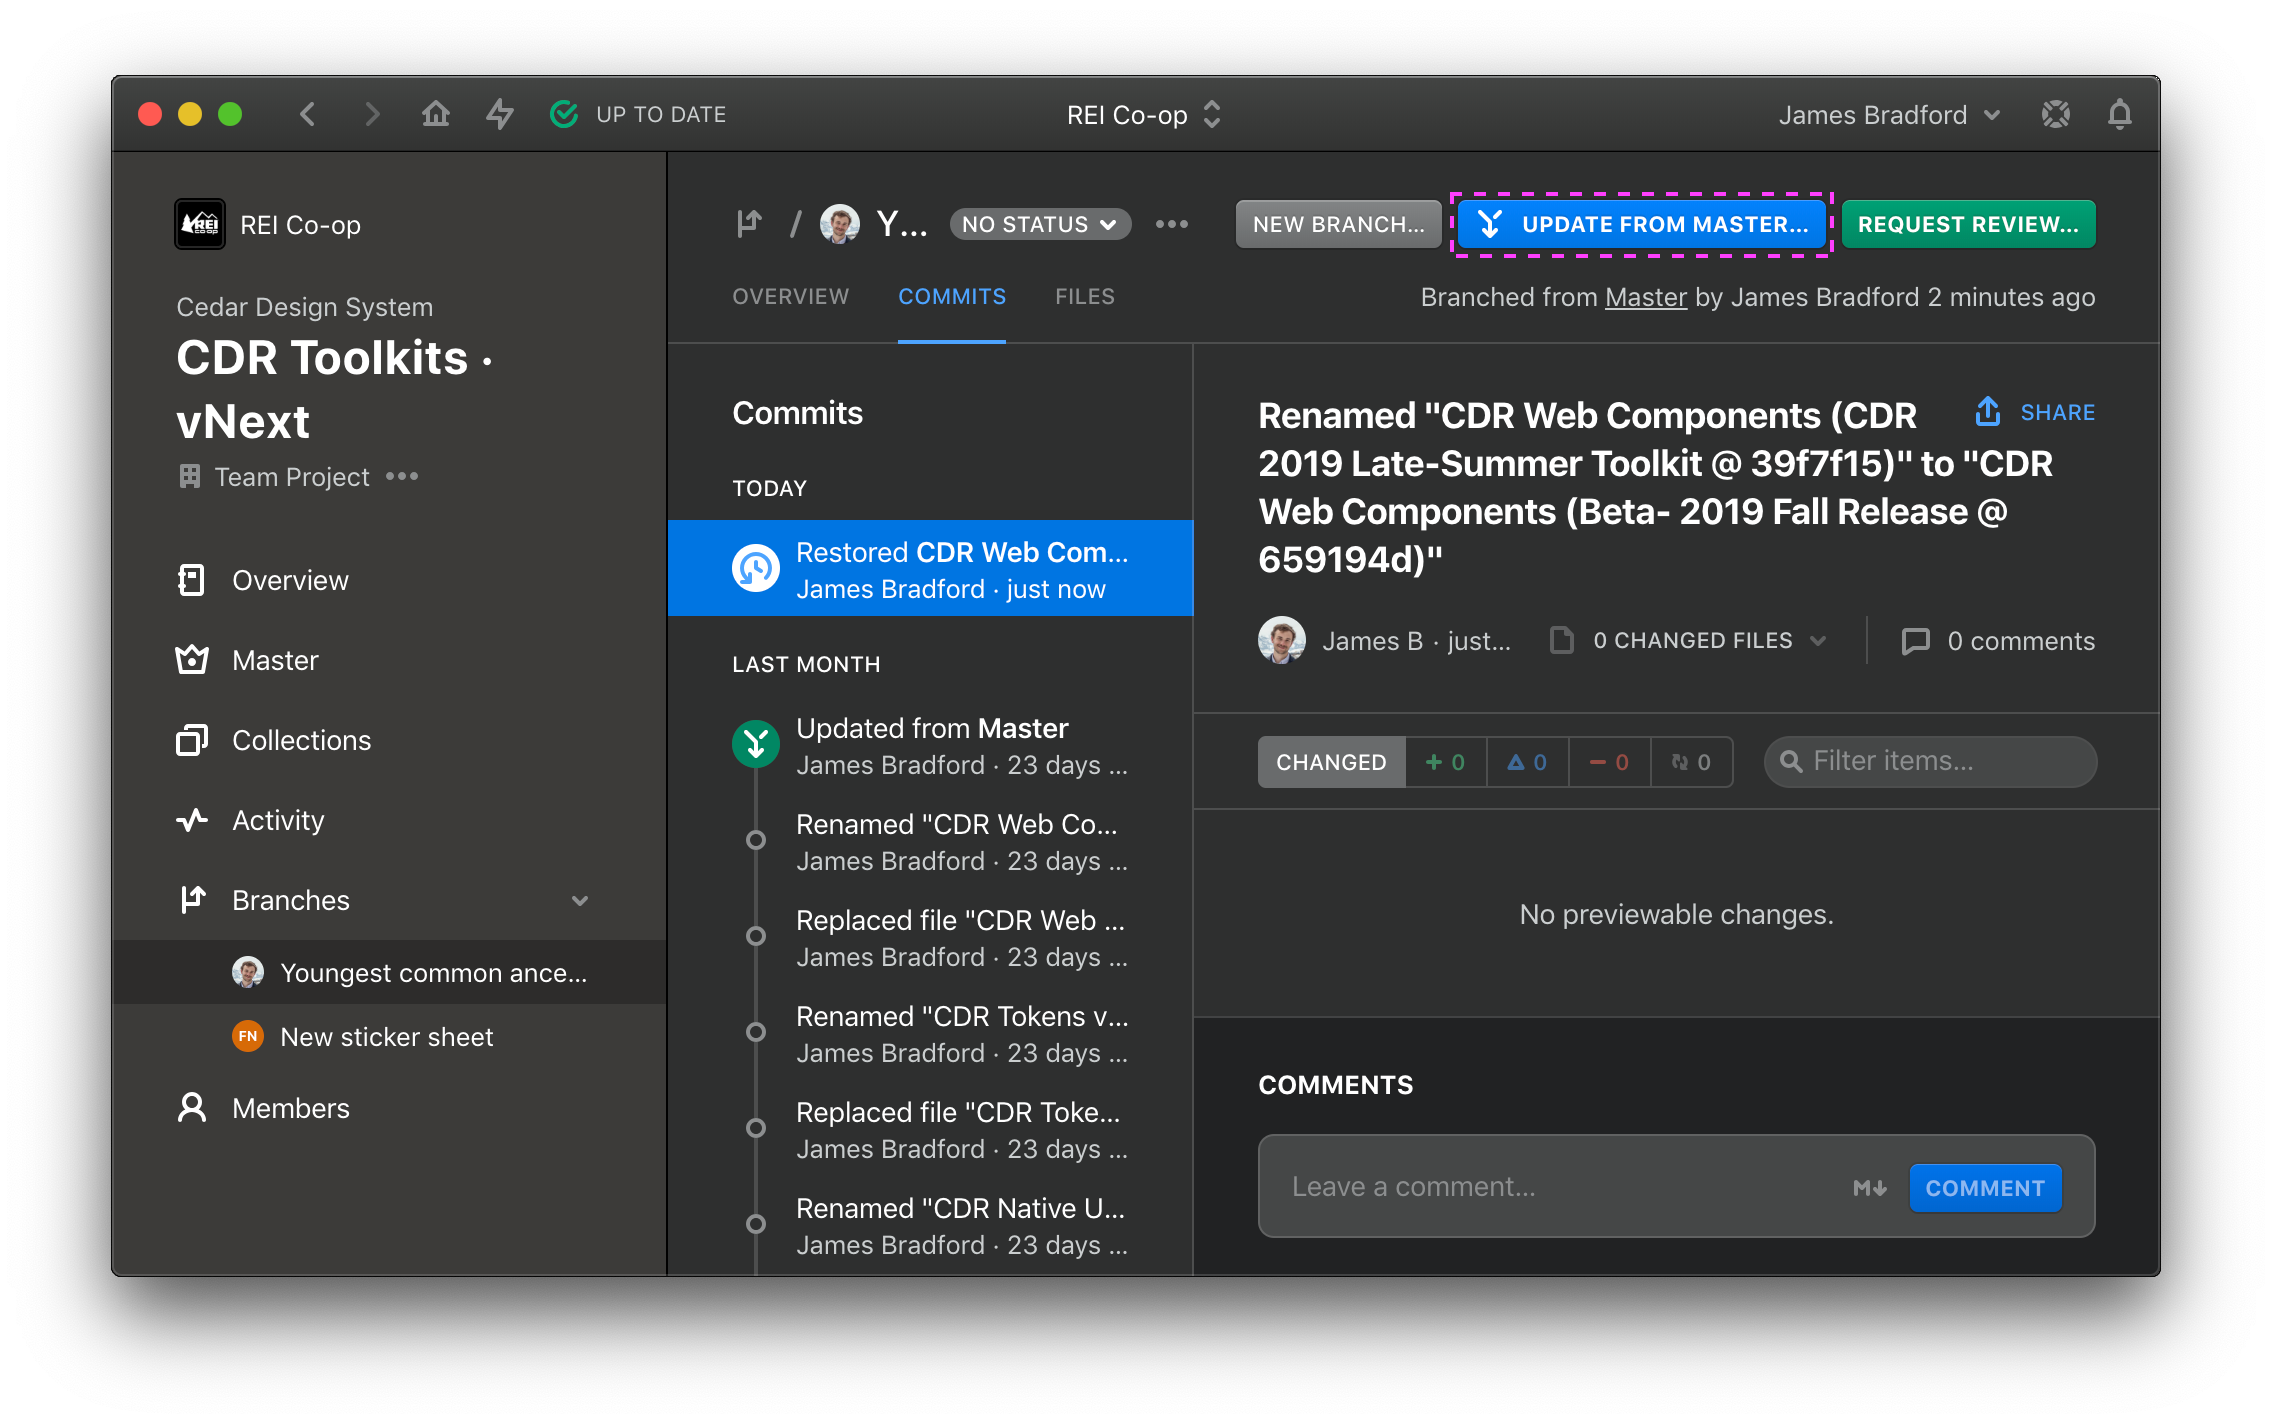 UP TO DATE
REI Co-op
James Bradford
REI
CO·OP
REI Co-op
Cedar Design System
CDR Toolkits ·
vNext
Team Project
Overview
Master
Collections
Activity
Branches
Youngest common ance...
FN
New sticker sheet
Members
/
Y...
NO STATUS
NEW BRANCH...
UPDATE FROM MASTER...
REQUEST REVIEW...
OVERVIEW
COMMITS
FILES
Branched from Master by James Bradford 2 minutes ago
Commits
TODAY
Restored CDR Web Com...
James Bradford · just now
LAST MONTH
Updated from Master
James Bradford · 23 days ...
Renamed "CDR Web Co...
James Bradford · 23 days ...
Replaced file "CDR Web ...
James Bradford · 23 days ...
Renamed "CDR Tokens v...
James Bradford · 23 days ...
Replaced file "CDR Toke...
James Bradford · 23 days ...
Renamed "CDR Native U...
James Bradford · 23 days ...
Renamed "CDR Web Components (CDR
2019 Late-Summer Toolkit @ 39f7f15)" to "CDR
Web Components (Beta- 2019 Fall Release @
659194d)"
SHARE
James B · just...
0 CHANGED FILES
0 comments
CHANGED
+ 0
0
− 0
0
Filter items...
No previewable changes.
COMMENTS
Leave a comment...
M↓
COMMENT